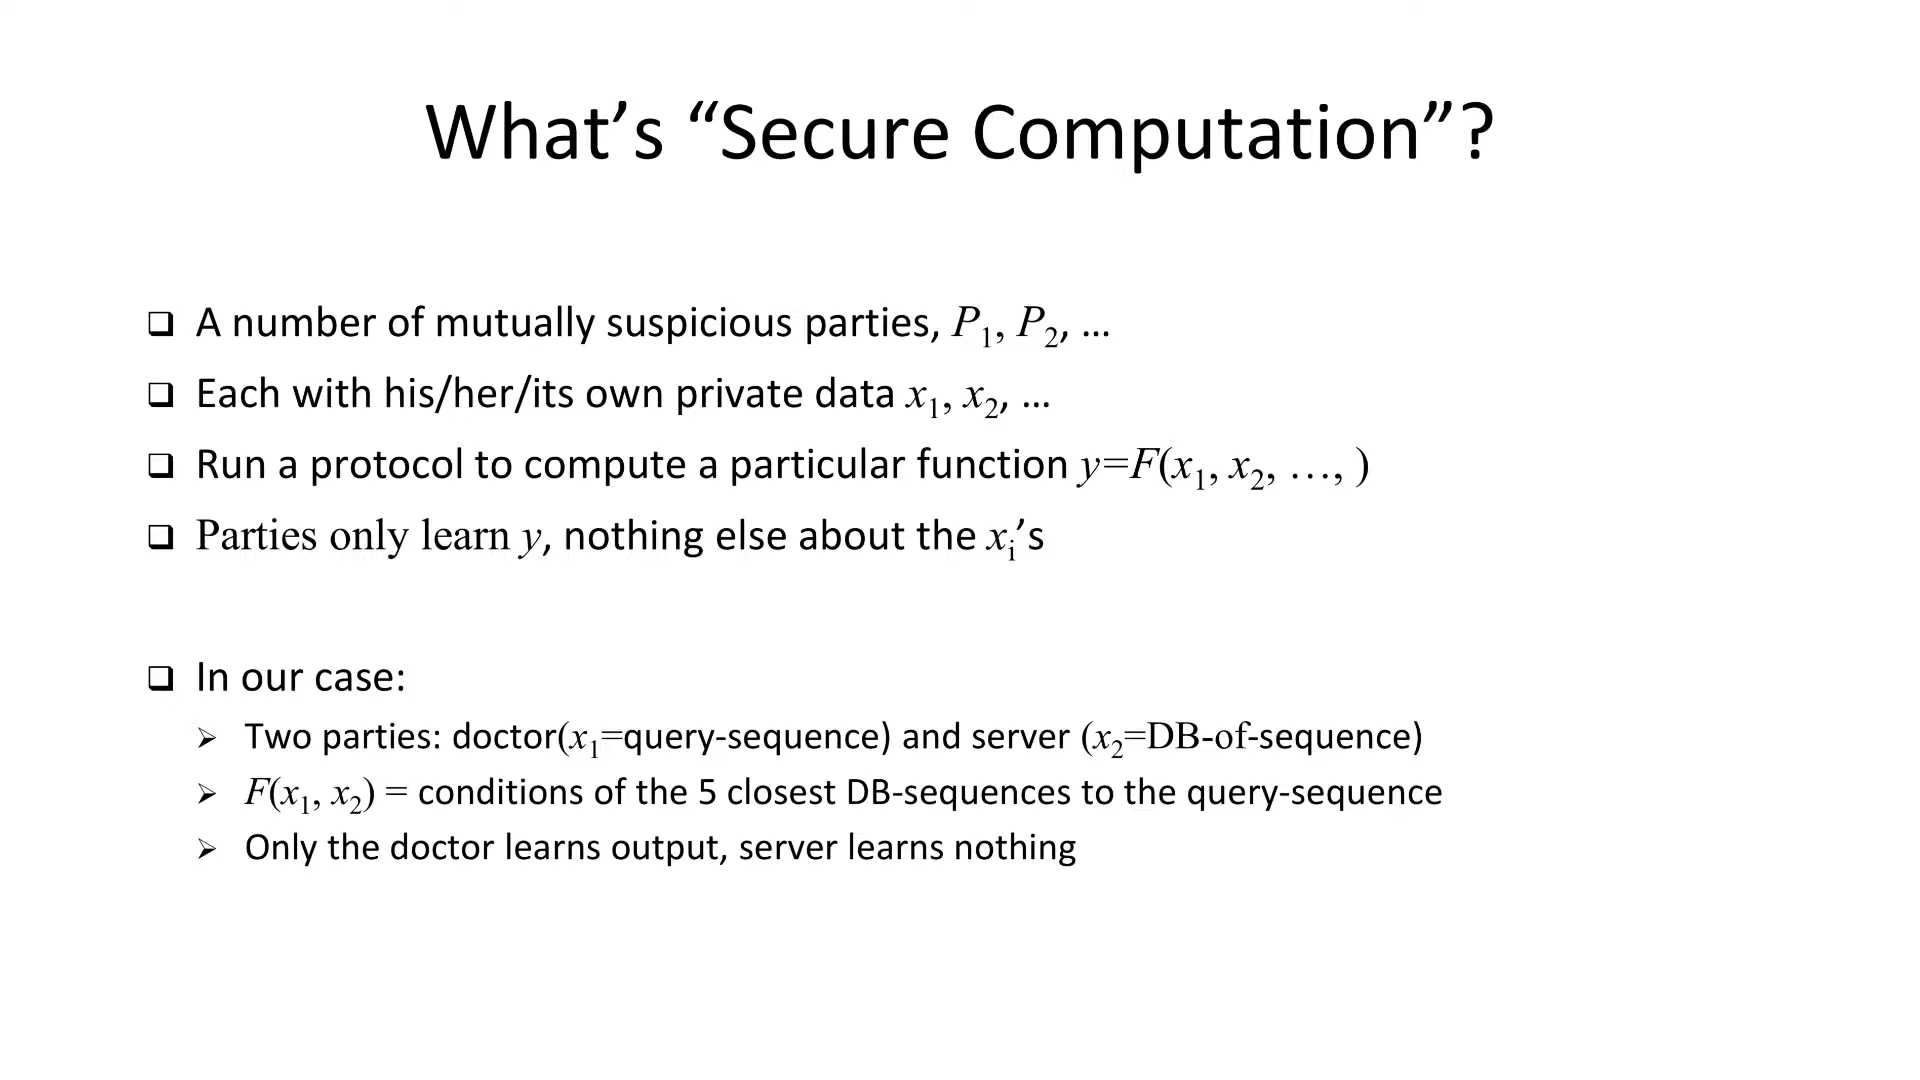 What’s “Secure Computation”?
❑ A number of mutually suspicious parties, P1, P2, …
❑ Each with his/her/its own private data x1, x2, …
❑ Run a protocol to compute a particular function y=F(x1, x2, …, )
❑ Parties only learn y, nothing else about the xi’s
❑ In our case:
➢ Two parties: doctor(x1=query-sequence) and server (x2=DB-of-sequence)
➢ F(x1, x2) = conditions of the 5 closest DB-sequences to the query-sequence
➢ Only the doctor learns output, server learns nothing